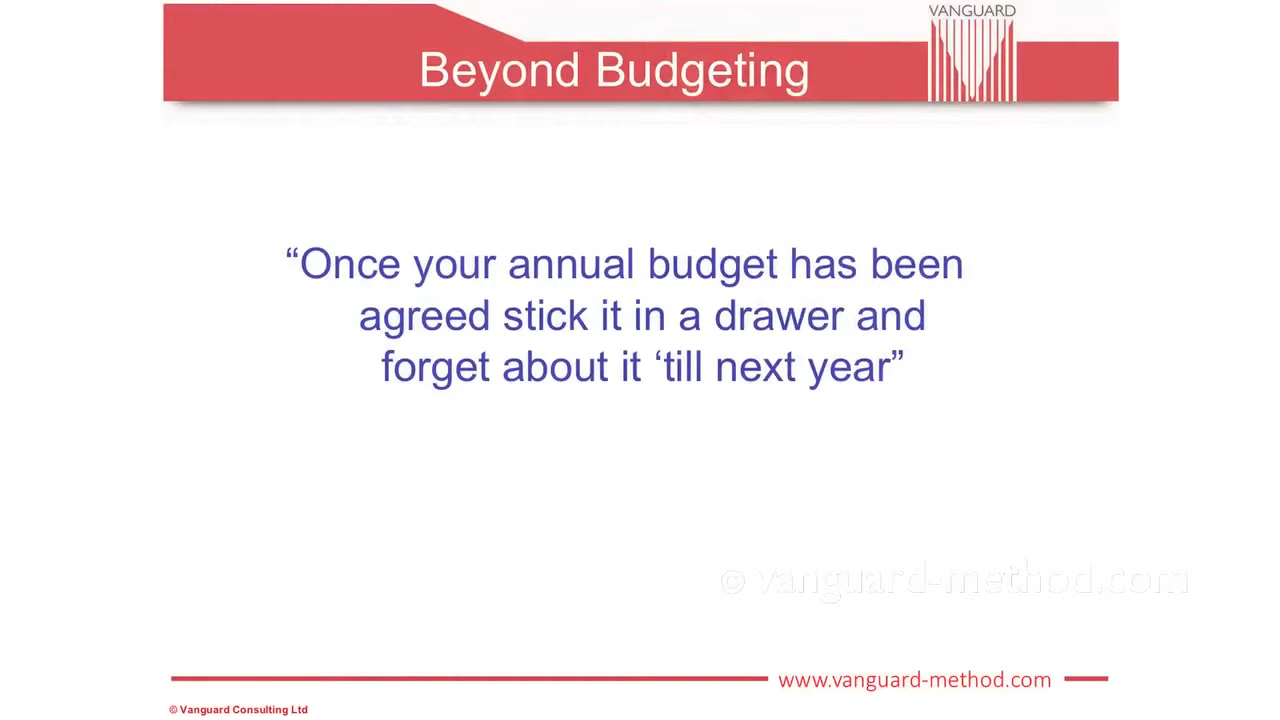 VANGUARD
Beyond Budgeting
“Once your annual budget has been
agreed stick it in a drawer and
forget about it ‘till next year”
© vanguard-method.com
www.vanguard-method.com
© Vanguard Consulting Ltd